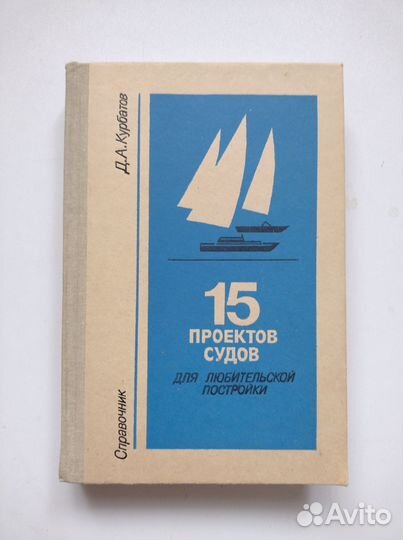 Д.А.Курбатов
15
ПРОЕКТОВ
СУДОВ
ДЛЯ ЛЮБИТЕЛЬСКОЙ
ПОСТРОЙКИ
Справочник
Avito